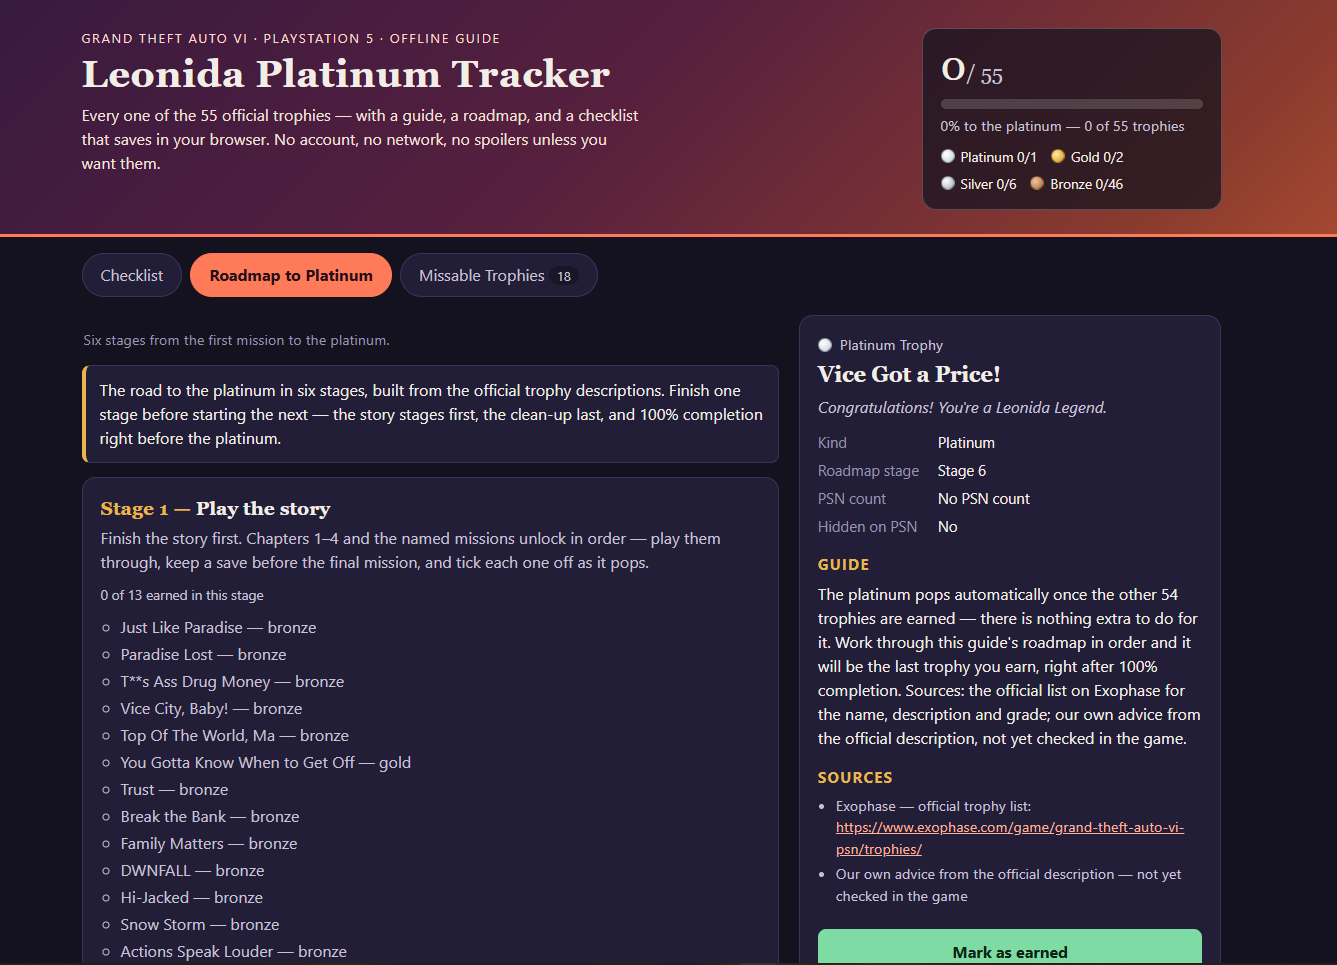 GRAND THEFT AUTO VI · PLAYSTATION 5 · OFFLINE GUIDE
Leonida Platinum Tracker
Every one of the 55 official trophies — with a guide, a roadmap, and a checklist
that saves in your browser. No account, no network, no spoilers unless you
want them.
0 / 55
0% to the platinum — 0 of 55 trophies
Platinum 0/1 Gold 0/2
Silver 0/6 Bronze 0/46
Checklist Roadmap to Platinum Missable Trophies 18
Six stages from the first mission to the platinum.
The road to the platinum in six stages, built from the official trophy descriptions. Finish one
stage before starting the next — the story stages first, the clean-up last, and 100% completion
right before the platinum.
Stage 1 — Play the story
Finish the story first. Chapters 1–4 and the named missions unlock in order — play them
through, keep a save before the final mission, and tick each one off as it pops.
0 of 13 earned in this stage
Just Like Paradise — bronze
Paradise Lost — bronze
T**s Ass Drug Money — bronze
Vice City, Baby! — bronze
Top Of The World, Ma — bronze
You Gotta Know When to Get Off — gold
Trust — bronze
Break the Bank — bronze
Family Matters — bronze
DWNFALL — bronze
Hi-Jacked — bronze
Snow Storm — bronze
Actions Speak Louder — bronze
Platinum Trophy
Vice Got a Price!
Congratulations! You're a Leonida Legend.
Kind Platinum
Roadmap stage Stage 6
PSN count No PSN count
Hidden on PSN No
GUIDE
The platinum pops automatically once the other 54
trophies are earned — there is nothing extra to do for
it. Work through this guide's roadmap in order and it
will be the last trophy you earn, right after 100%
completion. Sources: the official list on Exophase for
the name, description and grade; our own advice from
the official description, not yet checked in the game.
SOURCES
Exophase — official trophy list:
https://www.exophase.com/game/grand-theft-auto-vi-
psn/trophies/
Our own advice from the official description — not yet
checked in the game
Mark as earned